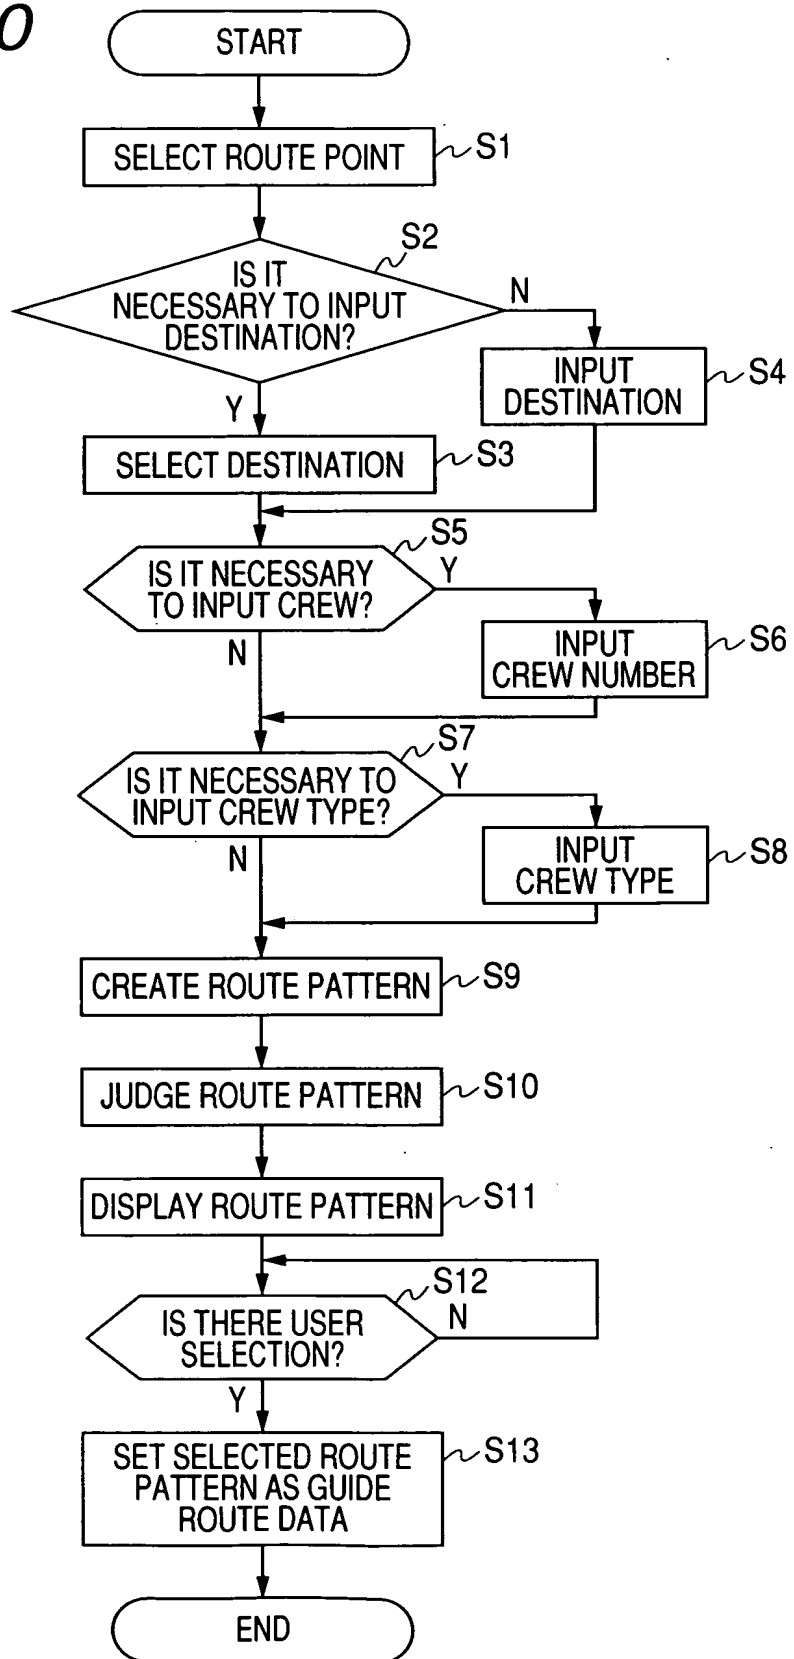 0
START
SELECT ROUTE POINT
S1
S2
IS IT
NECESSARY TO INPUT
DESTINATION?
N
Y
INPUT
DESTINATION
S4
SELECT DESTINATION
S3
S5
IS IT NECESSARY
TO INPUT CREW?
Y
N
INPUT
CREW NUMBER
S6
S7
IS IT NECESSARY TO
INPUT CREW TYPE?
Y
N
INPUT
CREW TYPE
S8
CREATE ROUTE PATTERN
S9
JUDGE ROUTE PATTERN
S10
DISPLAY ROUTE PATTERN
S11
S12
IS THERE USER
SELECTION?
N
Y
SET SELECTED ROUTE
PATTERN AS GUIDE
ROUTE DATA
S13
END